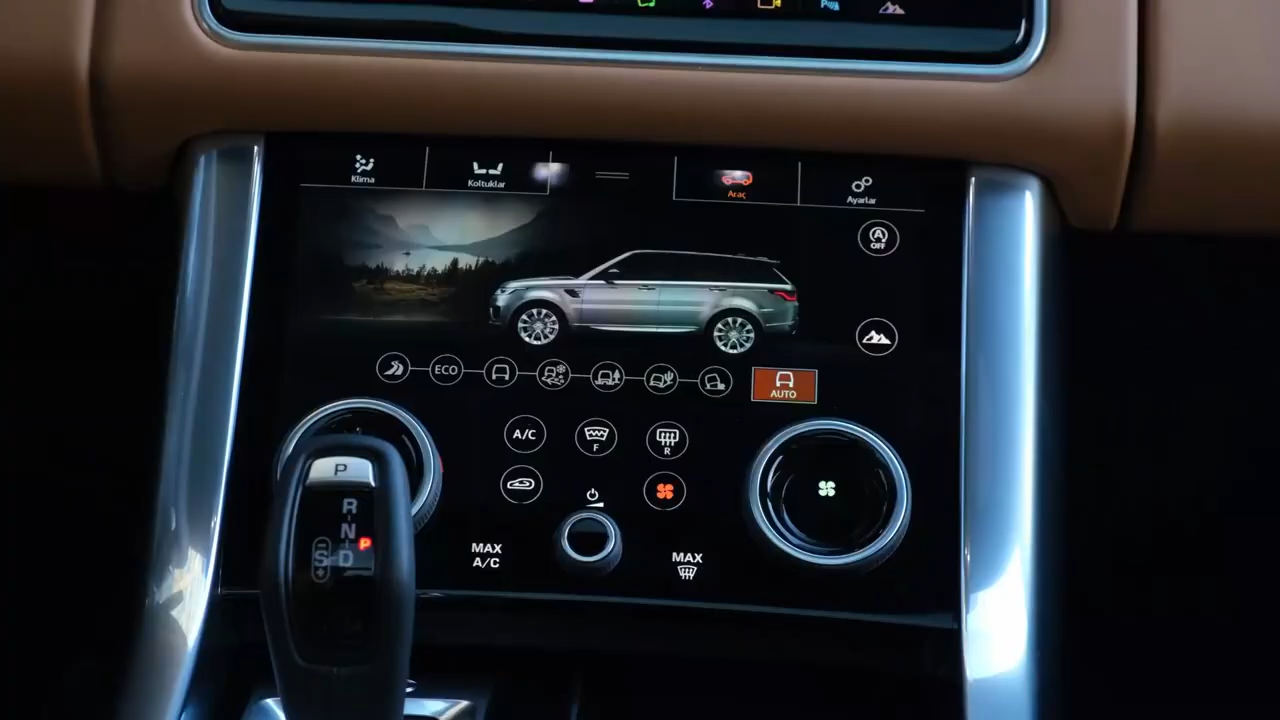 Klima
Koltuklar
Araç
Ayarlar
A
OFF
ECO
AUTO
A/C
F
R
P
R
N
P
S
D
MAX
A/C
MAX